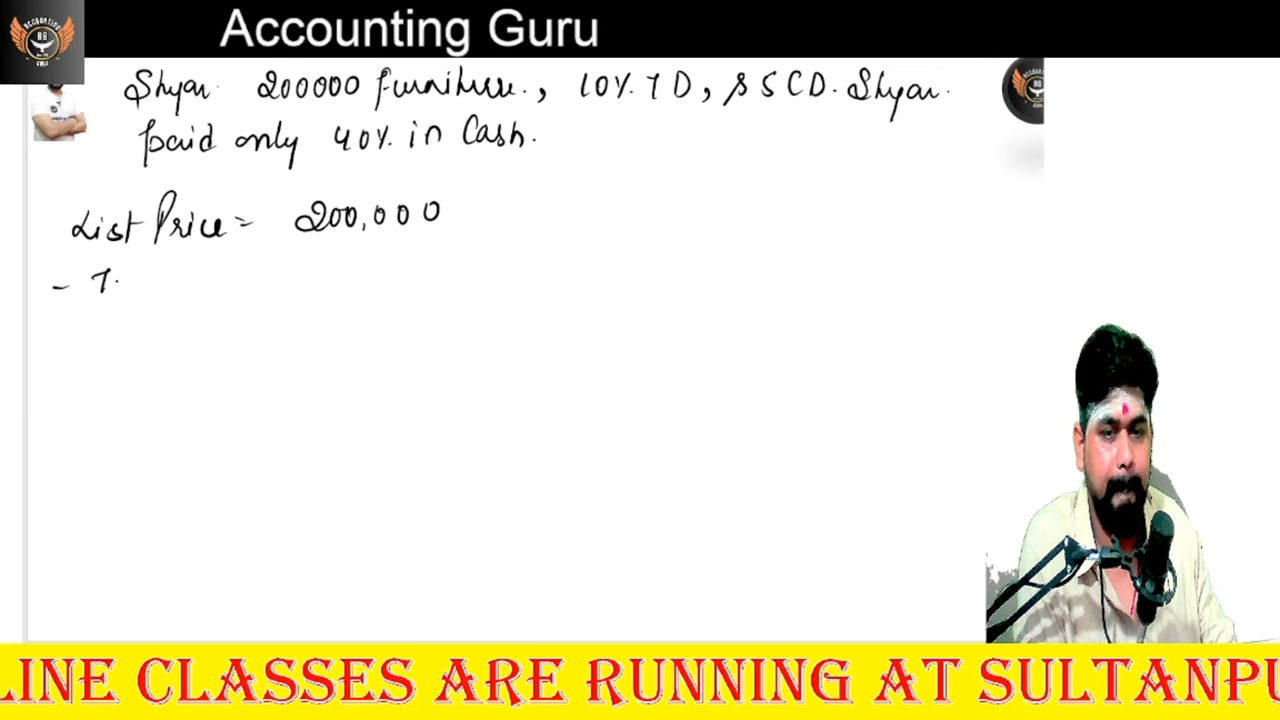 Accounting Guru
Shyam 200000 furniture., 10% TD, 5 CD. Shyam.
paid only 40% in Cash.
List Price = 200,000
- T.
LINE CLASSES ARE RUNNING AT SULTANPU